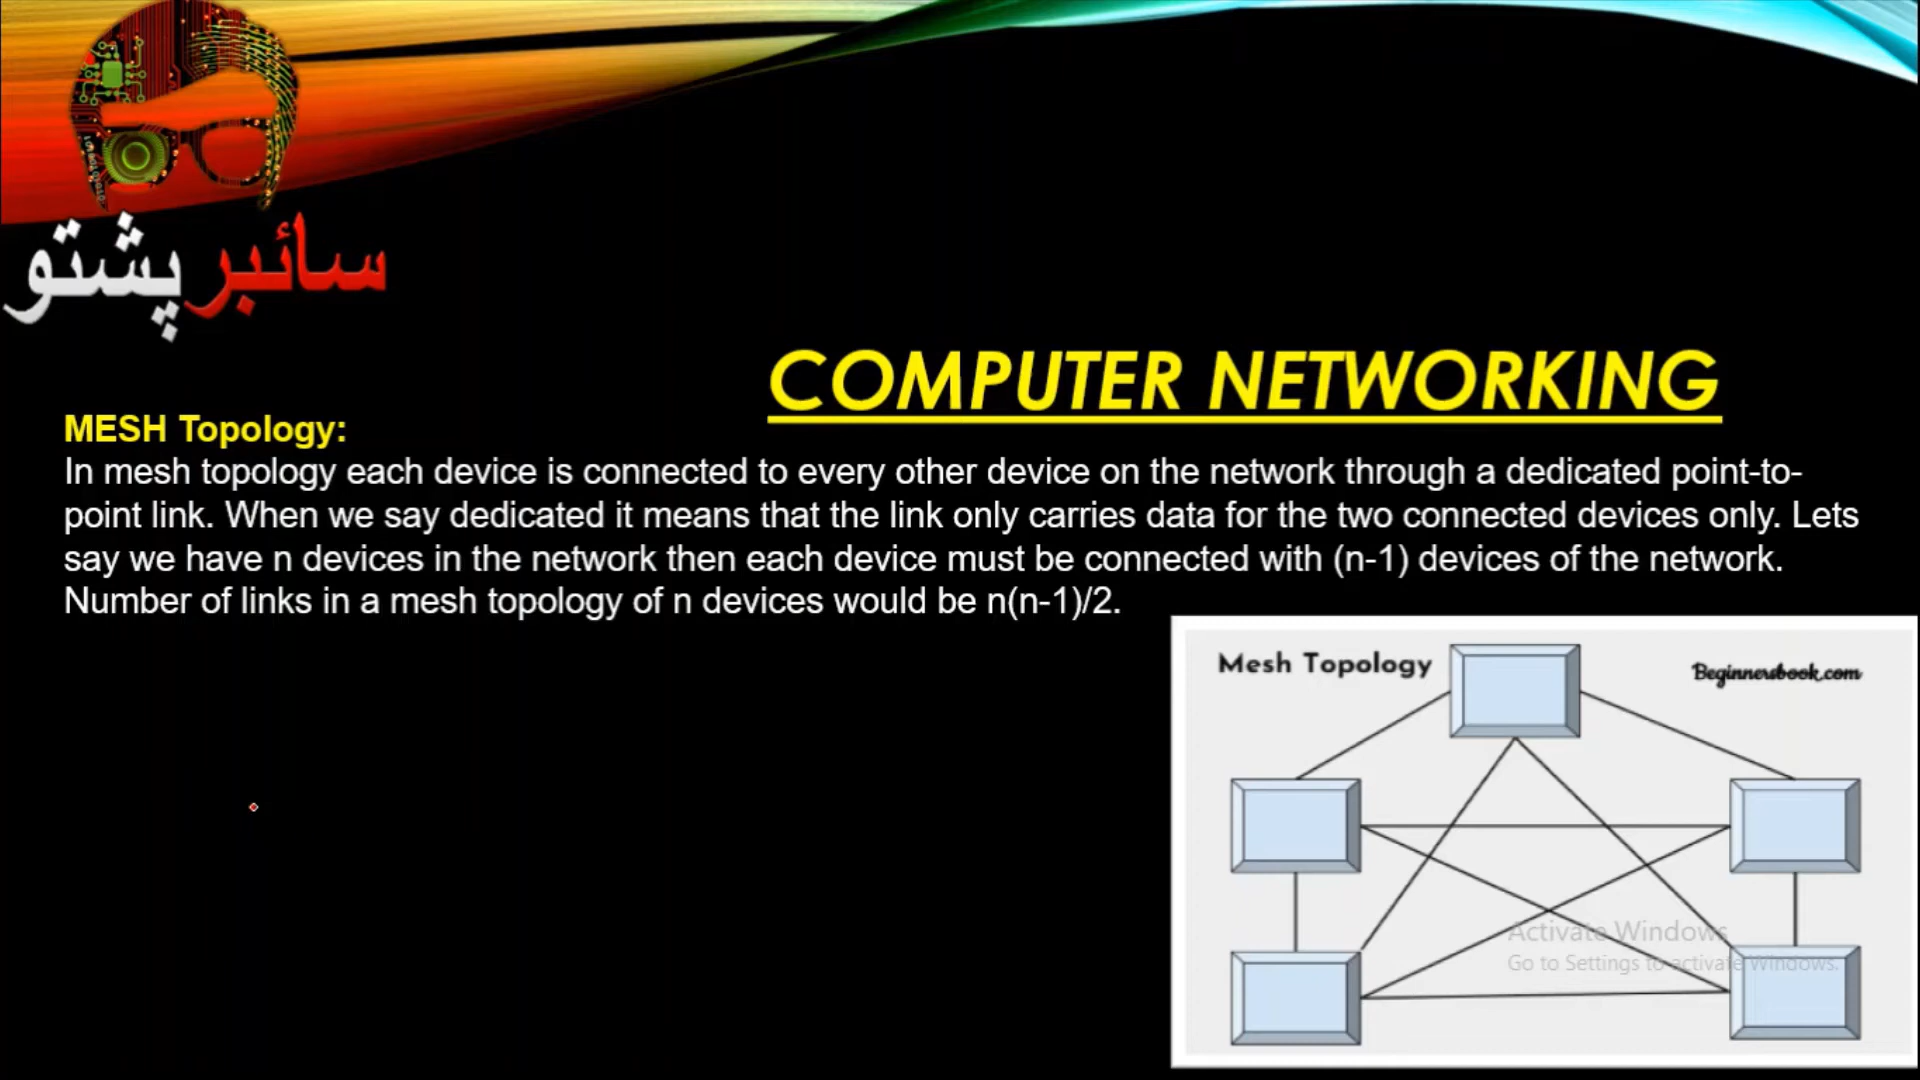 سائبر پشتو
COMPUTER NETWORKING
MESH Topology:
In mesh topology each device is connected to every other device on the network through a dedicated point-to-
point link. When we say dedicated it means that the link only carries data for the two connected devices only. Lets
say we have n devices in the network then each device must be connected with (n-1) devices of the network.
Number of links in a mesh topology of n devices would be n(n-1)/2.
Mesh Topology
Beginnersbook.com
Activate Windows
Go to Settings to activate Windows.